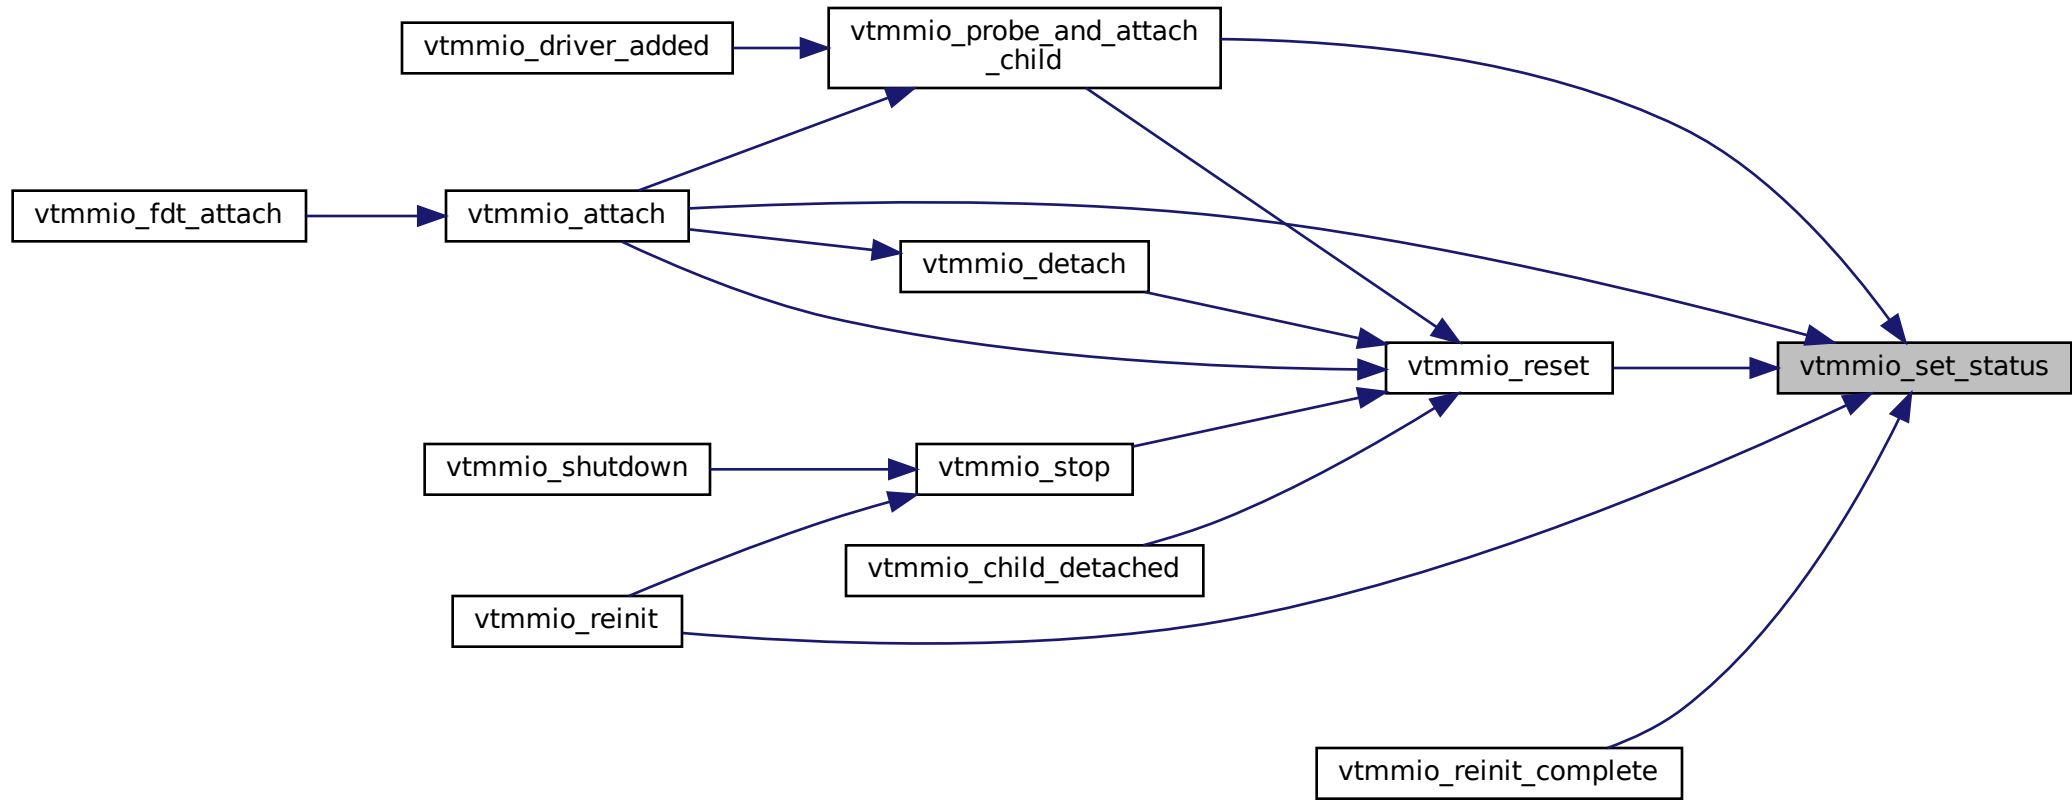 vtmmio_probe_and_attach
_child
vtmmio_driver_added
vtmmio_fdt_attach
vtmmio_attach
vtmmio_detach
vtmmio_reset
vtmmio_set_status
vtmmio_shutdown
vtmmio_stop
vtmmio_child_detached
vtmmio_reinit
vtmmio_reinit_complete